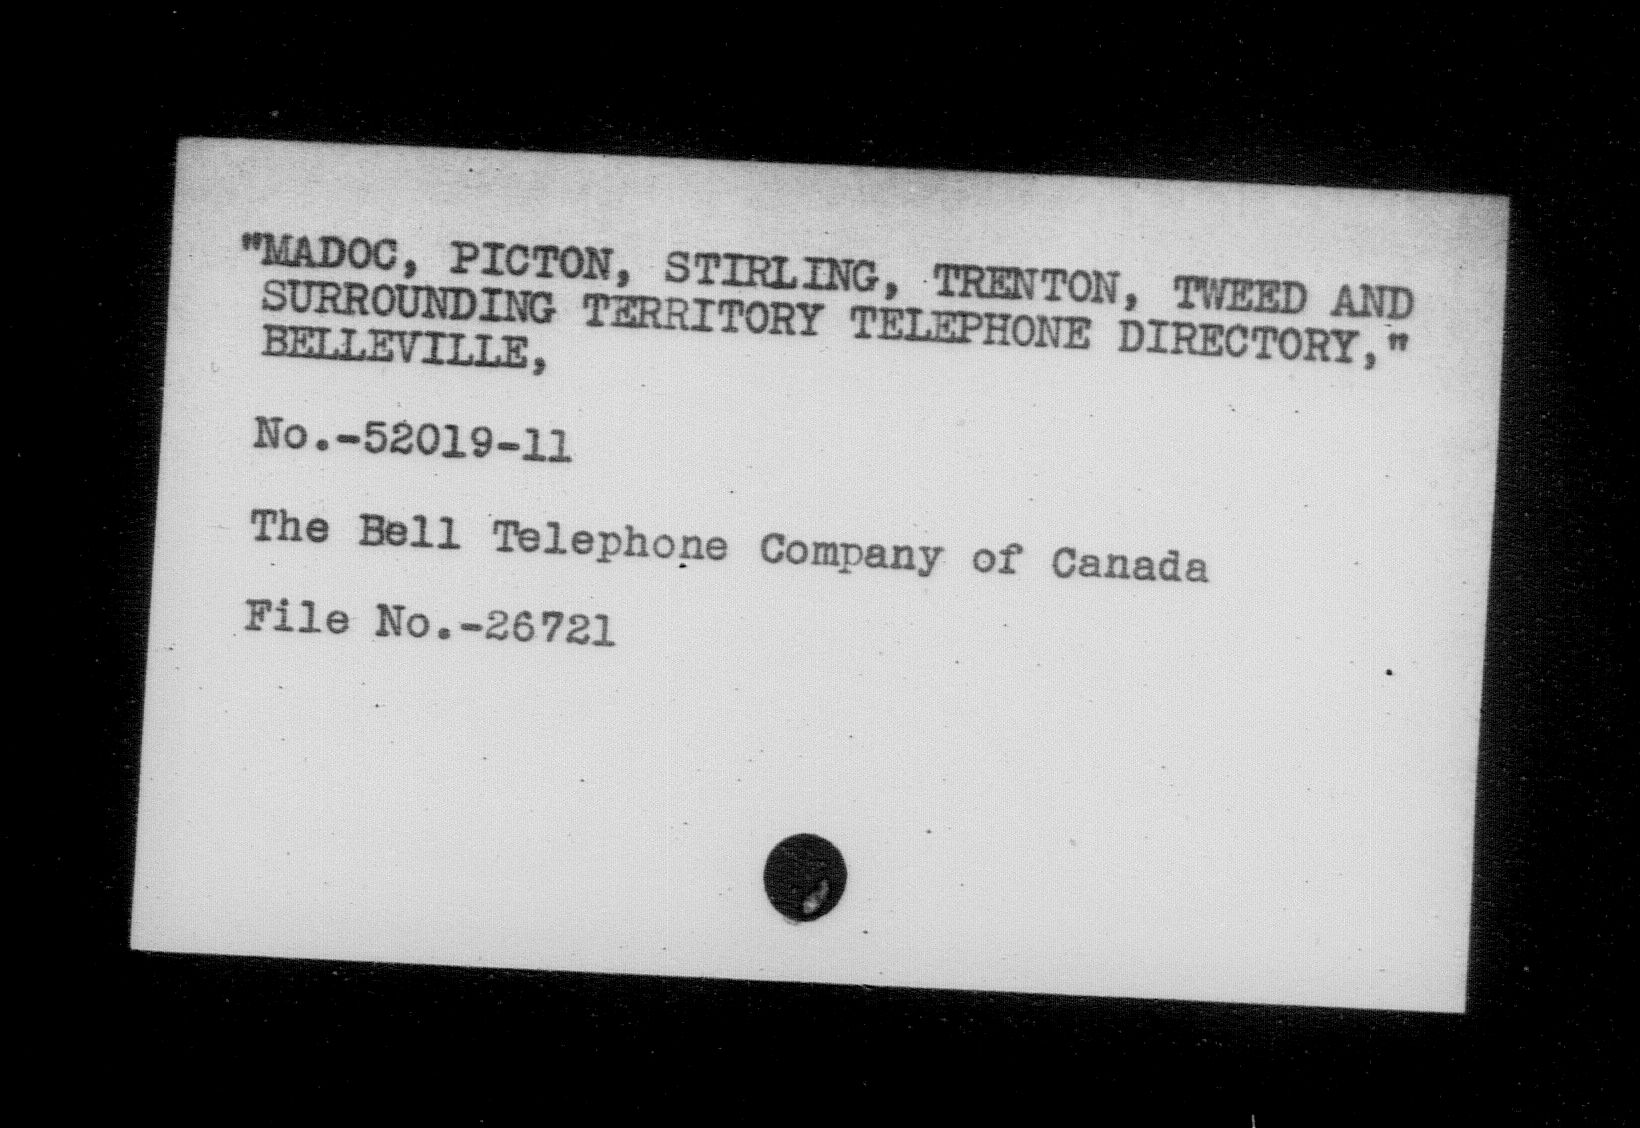 "MADOC, PICTON, STIRLING, TRENTON, TWEED AND
SURROUNDING TERRITORY TELEPHONE DIRECTORY,"
BELLEVILLE,
No.-52019-11
The Bell Telephone Company of Canada
File No.-26721